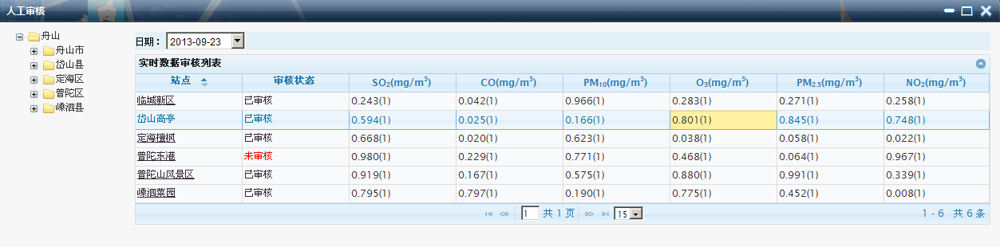 人工审核
舟山
舟山市
岱山县
定海区
普陀区
嵊泗县
日期： 2013-09-23
实时数据审核列表
站点 审核状态 SO₂(mg/m³) CO(mg/m³) PM₁₀(mg/m³) O₃(mg/m³) PM₂.₅(mg/m³) NO₂(mg/m³)
临城新区 已审核 0.243(1) 0.042(1) 0.966(1) 0.283(1) 0.271(1) 0.258(1)
岱山高亭 已审核 0.594(1) 0.025(1) 0.166(1) 0.801(1) 0.845(1) 0.748(1)
定海檀枫 已审核 0.668(1) 0.020(1) 0.623(1) 0.038(1) 0.058(1) 0.022(1)
普陀东港 未审核 0.980(1) 0.229(1) 0.771(1) 0.468(1) 0.064(1) 0.967(1)
普陀山风景区 已审核 0.919(1) 0.167(1) 0.575(1) 0.880(1) 0.991(1) 0.339(1)
嵊泗菜园 已审核 0.795(1) 0.797(1) 0.190(1) 0.775(1) 0.452(1) 0.008(1)
1 共 1 页 15 1 - 6 共 6 条